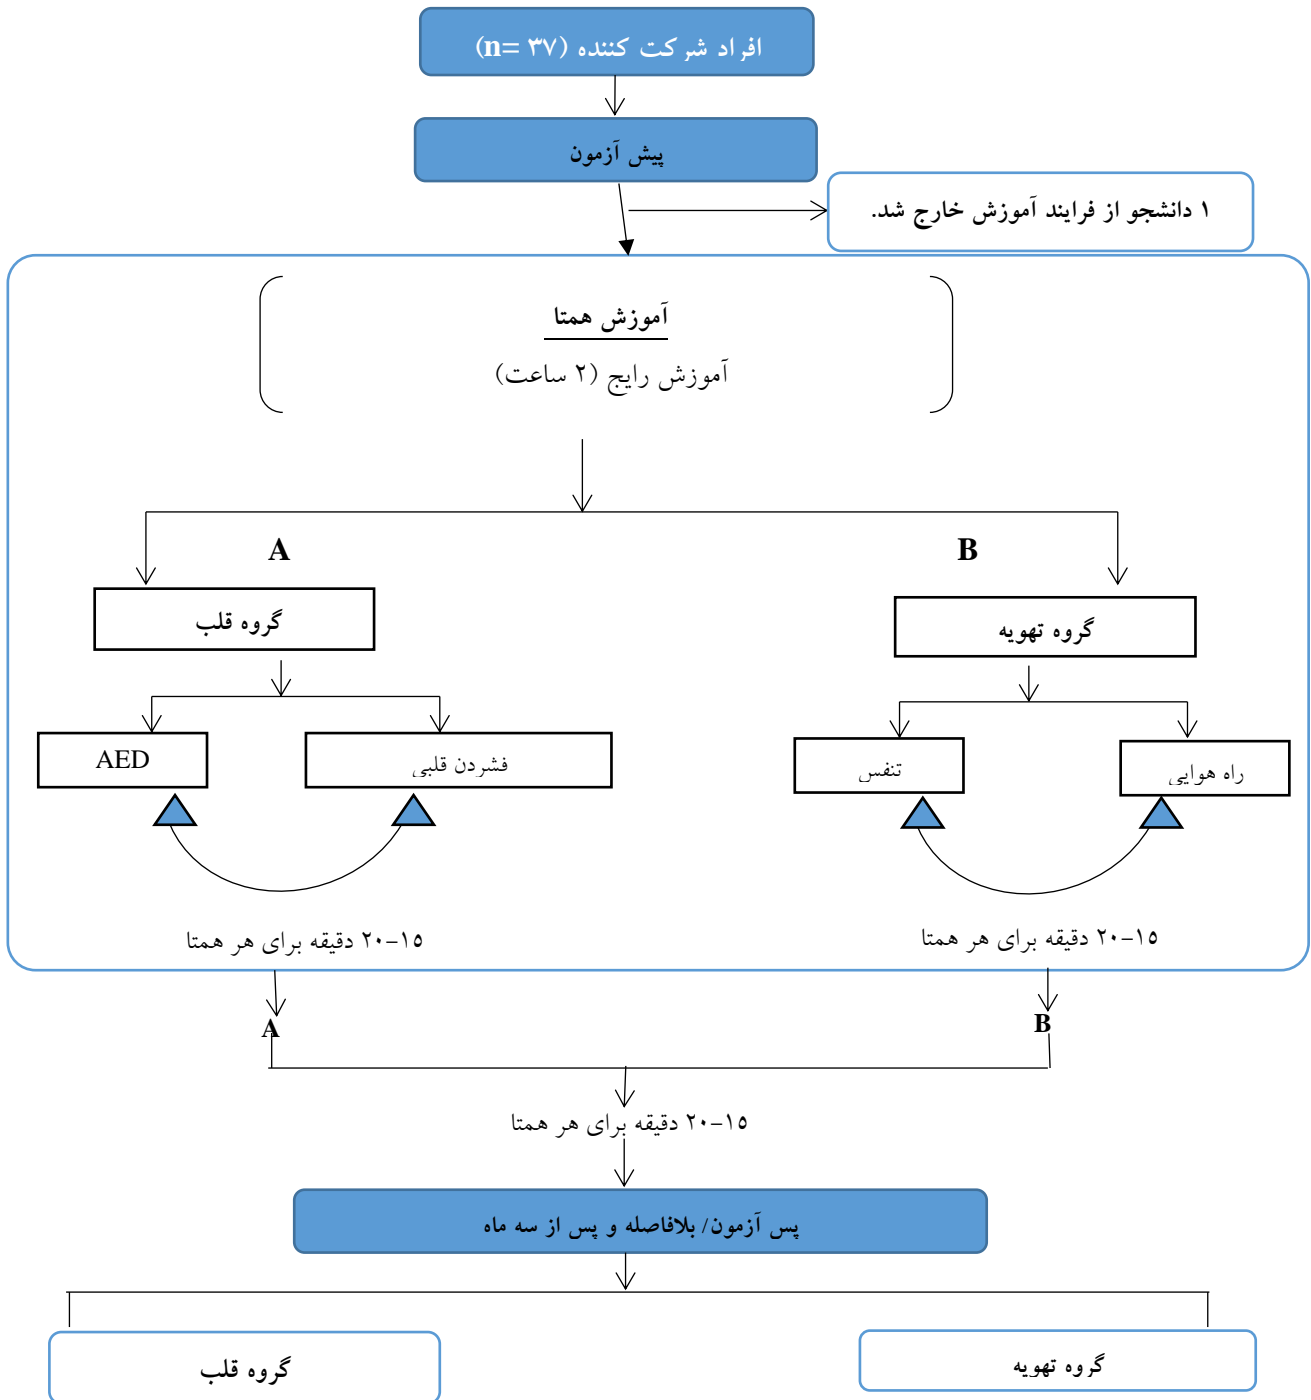 افراد شرکت کننده (n= ۳۷)
پیش آزمون
۱ دانشجو از فرایند آموزش خارج شد.
آموزش همتا
آموزش رایج (۲ ساعت)
B
A
گروه تهویه
گروه قلب
راه هوایی
تنفس
فشردن قلبی
AED
۱۵-۲۰ دقیقه برای هر همتا
۱۵-۲۰ دقیقه برای هر همتا
B
A
۱۵-۲۰ دقیقه برای هر همتا
پس آزمون/ بلافاصله و پس از سه ماه
گروه تهویه
گروه قلب